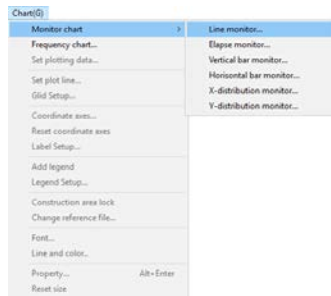 Chart(G)
Monitor chart
Frequency chart...
Set plotting data...
Set plot line...
Glid Setup...
Coordinate axes...
Reset coordinate axes
Label Setup...
Add legend
Legend Setup...
Construction area lock
Change reference file...
Font...
Line and color..
Property... Alt+Enter
Reset size
Line monitor...
Elapse monitor...
Vertical bar monitor...
Horisontal bar monitor...
X-distribution monitor...
Y-distribution monitor...